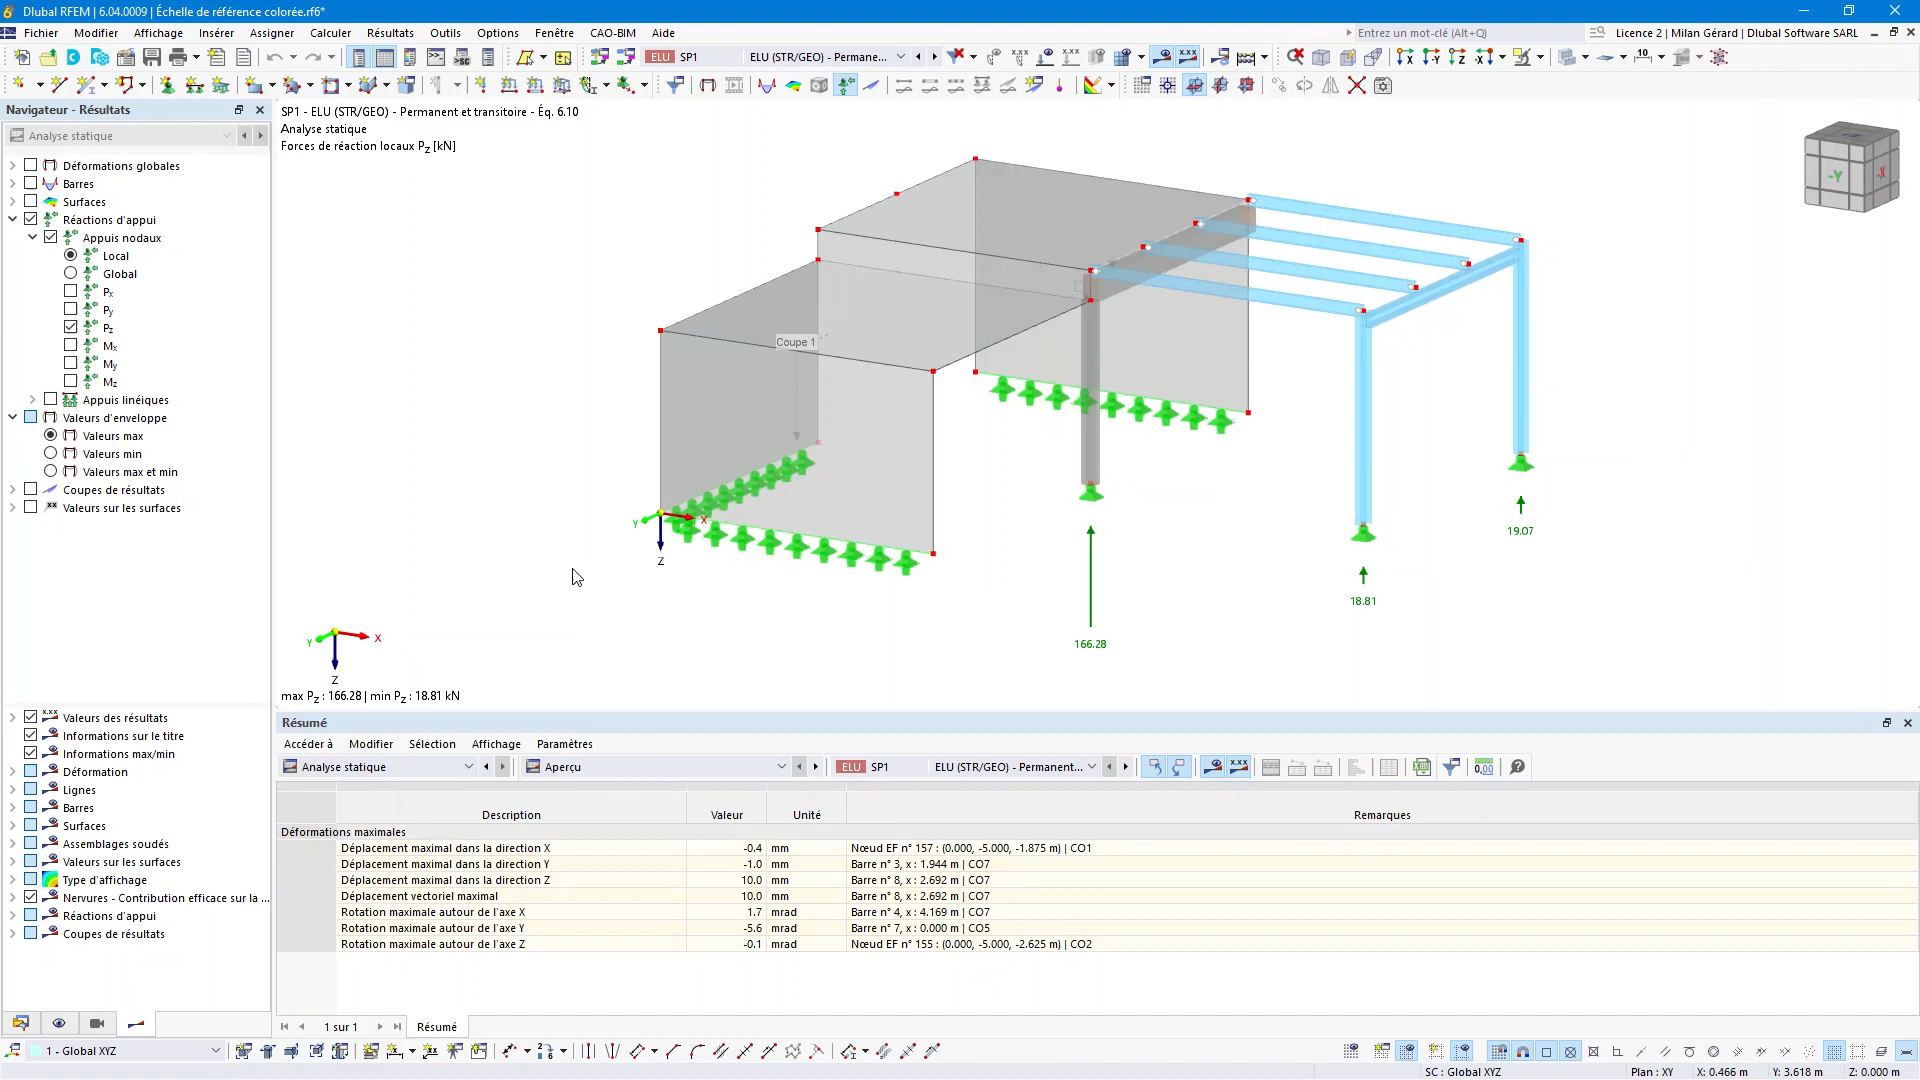 Dlubal RFEM | 6.04.0009 | Échelle de référence colorée.rf6*
Fichier Modifier Affichage Insérer Assigner Calculer Résultats Outils Options Fenêtre CAO-BIM Aide
Entrez un mot-clé (Alt+Q)
Licence 2 | Milan Gérard | Dlubal Software SARL
ELU SP1 ELU (STR/GEO) - Permane...
Navigateur - Résultats
Analyse statique
Déformations globales
Barres
Surfaces
Réactions d'appui
Appuis nodaux
Local
Global
Px
Py
Pz
Mx
My
Mz
Appuis linéiques
Valeurs d'enveloppe
Valeurs max
Valeurs min
Valeurs max et min
Coupes de résultats
Valeurs sur les surfaces
Valeurs des résultats
Informations sur le titre
Informations max/min
Déformation
Lignes
Barres
Surfaces
Assemblages soudés
Valeurs sur les surfaces
Type d'affichage
Nervures - Contribution efficace sur la ...
Réactions d'appui
Coupes de résultats
SP1 - ELU (STR/GEO) - Permanent et transitoire - Éq. 6.10
Analyse statique
Forces de réaction locaux Pz [kN]
-Y
-X
Coupe 1
Y
X
Z
19.07
18.81
166.28
Y
X
Z
max Pz : 166.28 | min Pz : 18.81 kN
Résumé
Accéder à Modifier Sélection Affichage Paramètres
Analyse statique Aperçu ELU SP1 ELU (STR/GEO) - Permanent...
Description Valeur Unité Remarques
Déformations maximales
Déplacement maximal dans la direction X -0.4 mm Nœud EF n° 157 : (0.000, -5.000, -1.875 m) | CO1
Déplacement maximal dans la direction Y -1.0 mm Barre n° 3, x : 1.944 m | CO7
Déplacement maximal dans la direction Z 10.0 mm Barre n° 8, x : 2.692 m | CO7
Déplacement vectoriel maximal 10.0 mm Barre n° 8, x : 2.692 m | CO7
Rotation maximale autour de l'axe X 1.7 mrad Barre n° 4, x : 4.169 m | CO7
Rotation maximale autour de l'axe Y -5.6 mrad Barre n° 7, x : 0.000 m | CO5
Rotation maximale autour de l'axe Z -0.1 mrad Nœud EF n° 155 : (0.000, -5.000, -2.625 m) | CO2
1 sur 1 Résumé
1 - Global XYZ
SC : Global XYZ Plan : XY X: 0.466 m Y: 3.618 m Z: 0.000 m